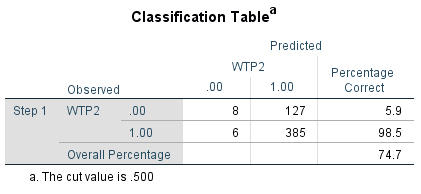 Classification Table^a
Predicted
WTP2
Percentage Correct
Observed .00 1.00
Step 1 WTP2 .00 8 127 5.9
1.00 6 385 98.5
Overall Percentage 74.7
a. The cut value is .500